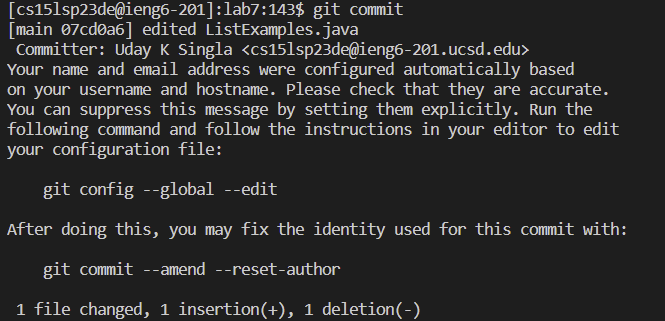 [cs15lsp23de@ieng6-201]:lab7:143$ git commit
[main 07cd0a6] edited ListExamples.java
 Committer: Uday K Singla <cs15lsp23de@ieng6-201.ucsd.edu>
Your name and email address were configured automatically based
on your username and hostname. Please check that they are accurate.
You can suppress this message by setting them explicitly. Run the
following command and follow the instructions in your editor to edit
your configuration file:

    git config --global --edit

After doing this, you may fix the identity used for this commit with:

    git commit --amend --reset-author

 1 file changed, 1 insertion(+), 1 deletion(-)